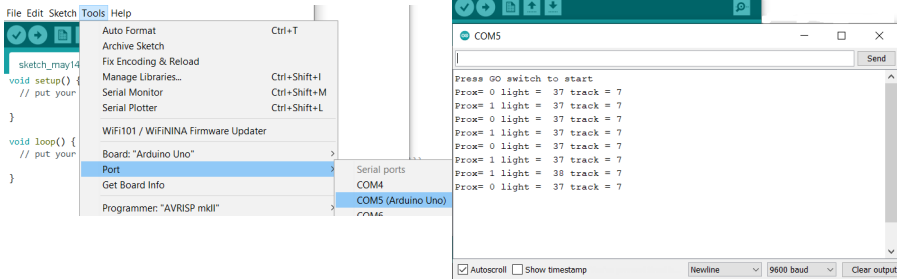 File Edit Sketch Tools Help
sketch_may14
void setup() {
// put your
}
void loop() {
// put your
}
Auto Format Ctrl+T
Archive Sketch
Fix Encoding & Reload
Manage Libraries... Ctrl+Shift+I
Serial Monitor Ctrl+Shift+M
Serial Plotter Ctrl+Shift+L
WiFi101 / WiFiNINA Firmware Updater
Board: "Arduino Uno"
Port
Get Board Info
Programmer: "AVRISP mkII"
Serial ports
COM4
COM5 (Arduino Uno)
COM6
COM5
Send
Press GO switch to start
Prox= 0 light = 37 track = 7
Prox= 1 light = 37 track = 7
Prox= 0 light = 37 track = 7
Prox= 1 light = 37 track = 7
Prox= 0 light = 37 track = 7
Prox= 1 light = 37 track = 7
Prox= 1 light = 38 track = 7
Prox= 0 light = 37 track = 7
Autoscroll Show timestamp Newline 9600 baud Clear output